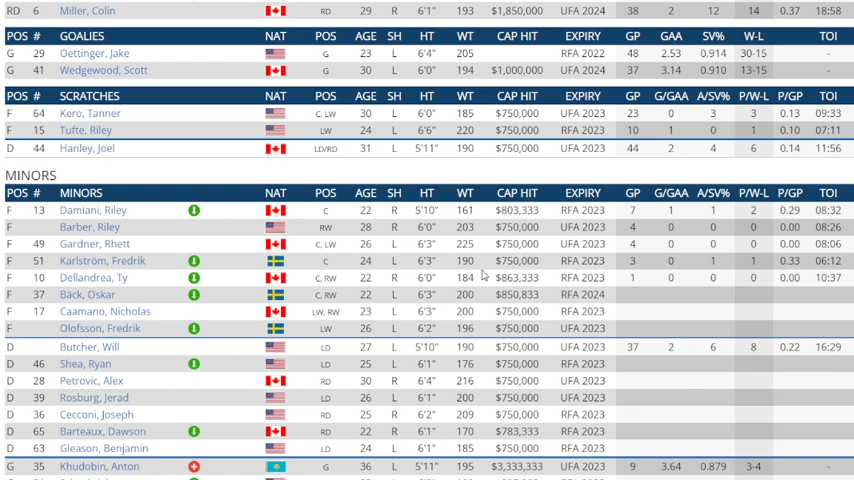 RD 6 Miller, Colin RD 29 R 6'1" 193 $1,850,000 UFA 2024 38 2 12 14 0.37 18:58
POS # GOALIES NAT POS AGE SH HT WT CAP HIT EXPIRY GP GAA SV% W-L TOI
G 29 Oettinger, Jake G 23 L 6'4" 205 RFA 2022 48 2.53 0.914 30-15 -
G 41 Wedgewood, Scott G 30 L 6'0" 194 $1,000,000 UFA 2024 37 3.14 0.910 13-15 -
POS # SCRATCHES NAT POS AGE SH HT WT CAP HIT EXPIRY GP G/GAA A/SV% P/W-L P/GP TOI
F 64 Kero, Tanner C, LW 30 L 6'0" 185 $750,000 UFA 2023 23 0 3 3 0.13 09:33
F 15 Tufte, Riley LW 24 L 6'6" 220 $750,000 RFA 2023 10 1 0 1 0.10 07:11
D 44 Hanley, Joel LD/RD 31 L 5'11" 190 $750,000 UFA 2023 44 2 4 6 0.14 11:56
MINORS
POS # MINORS NAT POS AGE SH HT WT CAP HIT EXPIRY GP G/GAA A/SV% P/W-L P/GP TOI
F 13 Damiani, Riley C 22 R 5'10" 161 $803,333 RFA 2023 7 1 1 2 0.29 08:32
F Barber, Riley RW 28 R 6'0" 203 $750,000 UFA 2023 4 0 0 0 0.00 08:26
F 49 Gardner, Rhett C, LW 26 L 6'3" 225 $750,000 RFA 2023 4 0 0 0 0.00 08:06
F 51 Karlström, Fredrik C 24 L 6'3" 190 $750,000 RFA 2023 3 0 1 1 0.33 06:12
F 10 Dellandrea, Ty C, RW 22 R 6'0" 184 $863,333 RFA 2023 1 0 0 0 0.00 10:37
F 37 Bäck, Oskar C, RW 22 L 6'3" 200 $850,833 RFA 2024
F 17 Caamano, Nicholas LW, RW 23 L 6'3" 200 $750,000 RFA 2023
F Olofsson, Fredrik LW 26 L 6'2" 196 $750,000 RFA 2023
D Butcher, Will LD 27 L 5'10" 190 $750,000 UFA 2023 37 2 6 8 0.22 16:29
D 46 Shea, Ryan LD 25 L 6'1" 176 $750,000 RFA 2023
D 28 Petrovic, Alex RD 30 R 6'4" 216 $750,000 UFA 2023
D 39 Rosburg, Jerad LD 26 L 6'1" 200 $750,000 UFA 2023
D 36 Cecconi, Joseph RD 25 R 6'2" 209 $750,000 RFA 2023
D 65 Barteaux, Dawson RD 22 R 6'1" 170 $783,333 RFA 2023
D 63 Gleason, Benjamin LD 24 L 6'1" 185 $750,000 RFA 2023
G 35 Khudobin, Anton G 36 L 5'11" 195 $3,333,333 UFA 2023 9 3.64 0.879 3-4 -